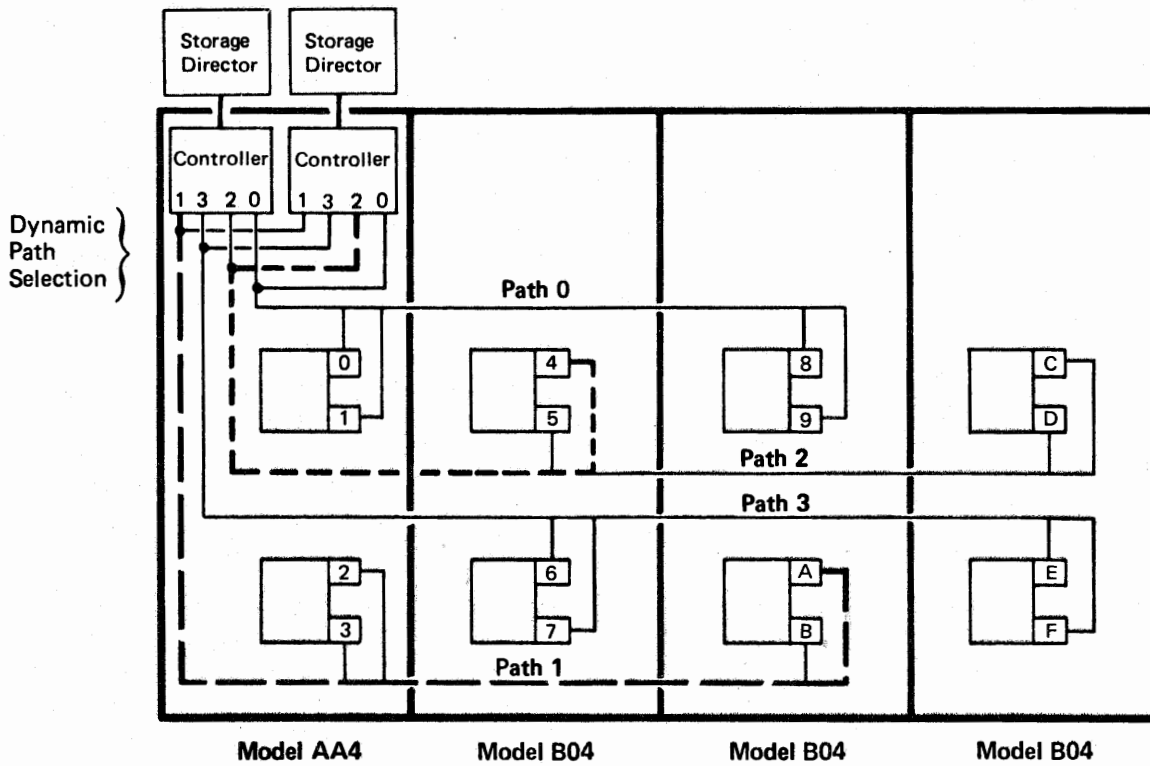 Storage
Director
Storage
Director
Controller
Controller
1 3 2 0
1 3 2 0
Dynamic
Path
Selection
Path 0
0
4
8
C
1
5
9
D
Path 2
Path 3
2
6
A
E
3
7
B
F
Path 1
Model AA4
Model B04
Model B04
Model B04